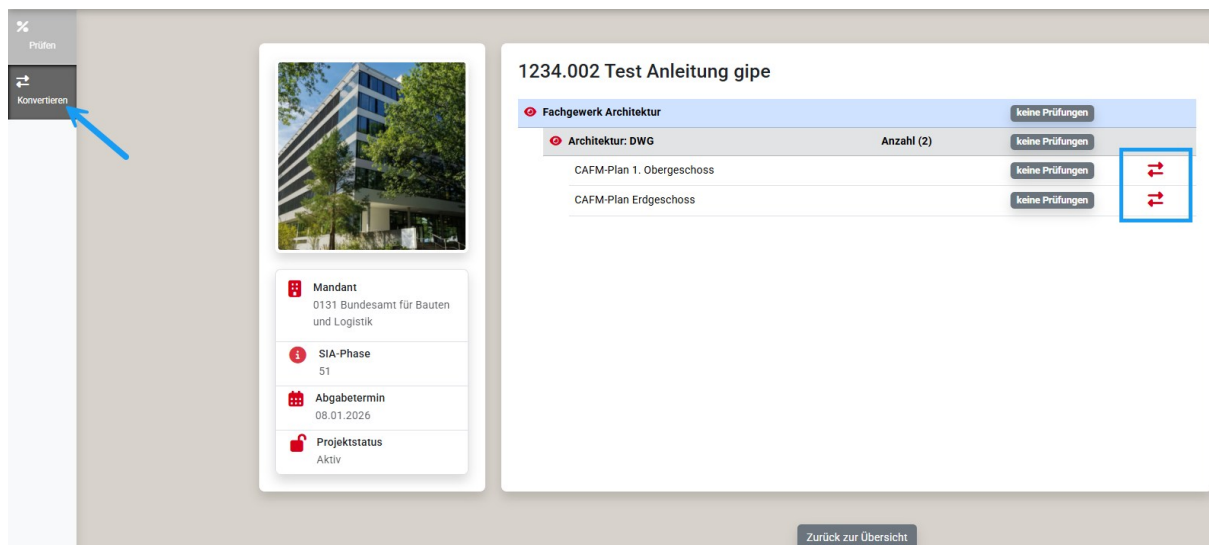 Prüfen
Konvertieren
1234.002 Test Anleitung gipe
Fachgewerk Architektur keine Prüfungen
Architektur: DWG Anzahl (2) keine Prüfungen
CAFM-Plan 1. Obergeschoss keine Prüfungen
CAFM-Plan Erdgeschoss keine Prüfungen
Mandant
0131 Bundesamt für Bauten
und Logistik
SIA-Phase
51
Abgabetermin
08.01.2026
Projektstatus
Aktiv
Zurück zur Übersicht